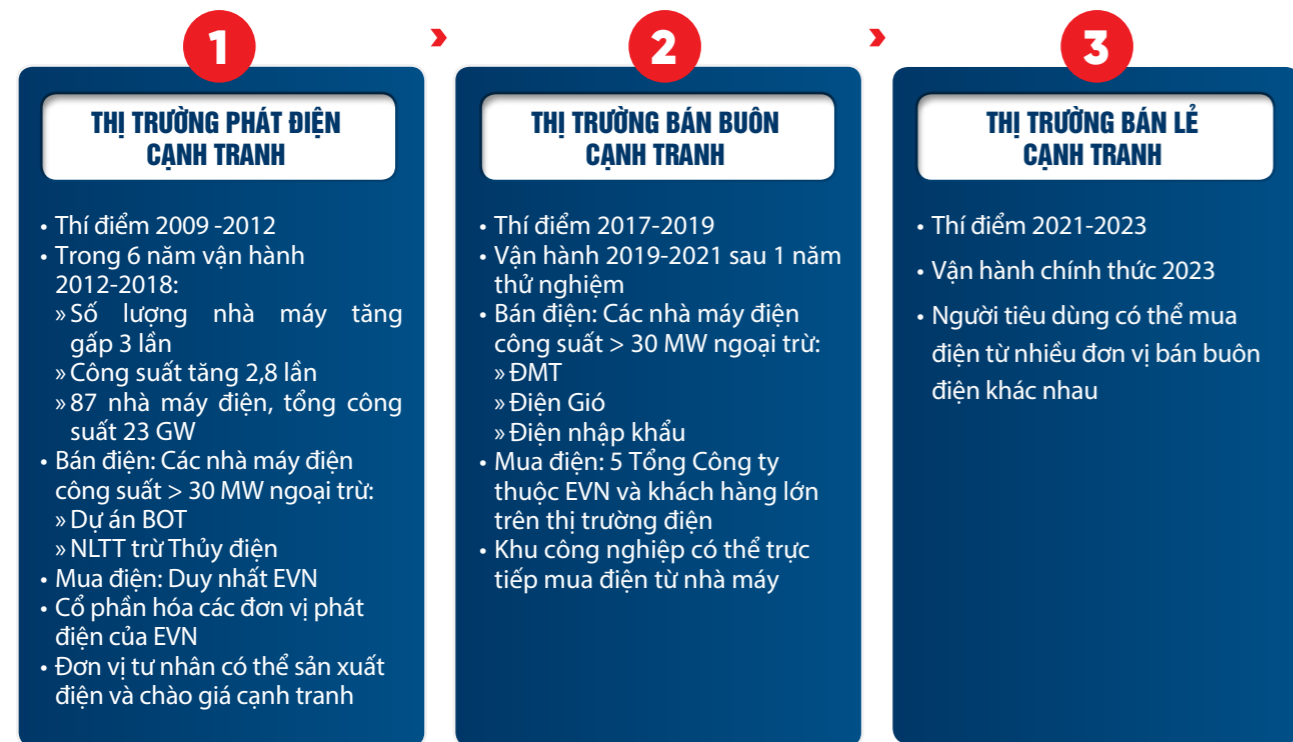 1
THỊ TRƯỜNG PHÁT ĐIỆN
CẠNH TRANH
• Thí điểm 2009 -2012
• Trong 6 năm vận hành
2012-2018:
» Số lượng nhà máy tăng
gấp 3 lần
» Công suất tăng 2,8 lần
» 87 nhà máy điện, tổng công
suất 23 GW
• Bán điện: Các nhà máy điện
công suất > 30 MW ngoại trừ:
» Dự án BOT
» NLTT trừ Thủy điện
• Mua điện: Duy nhất EVN
• Cổ phần hóa các đơn vị phát
điện của EVN
• Đơn vị tư nhân có thể sản xuất
điện và chào giá cạnh tranh
2
THỊ TRƯỜNG BÁN BUÔN
CẠNH TRANH
• Thí điểm 2017-2019
• Vận hành 2019-2021 sau 1 năm
thử nghiệm
• Bán điện: Các nhà máy điện
công suất > 30 MW ngoại trừ:
» ĐMT
» Điện Gió
» Điện nhập khẩu
• Mua điện: 5 Tổng Công ty
thuộc EVN và khách hàng lớn
trên thị trường điện
• Khu công nghiệp có thể trực
tiếp mua điện từ nhà máy
3
THỊ TRƯỜNG BÁN LẺ
CẠNH TRANH
• Thí điểm 2021-2023
• Vận hành chính thức 2023
• Người tiêu dùng có thể mua
điện từ nhiều đơn vị bán buôn
điện khác nhau